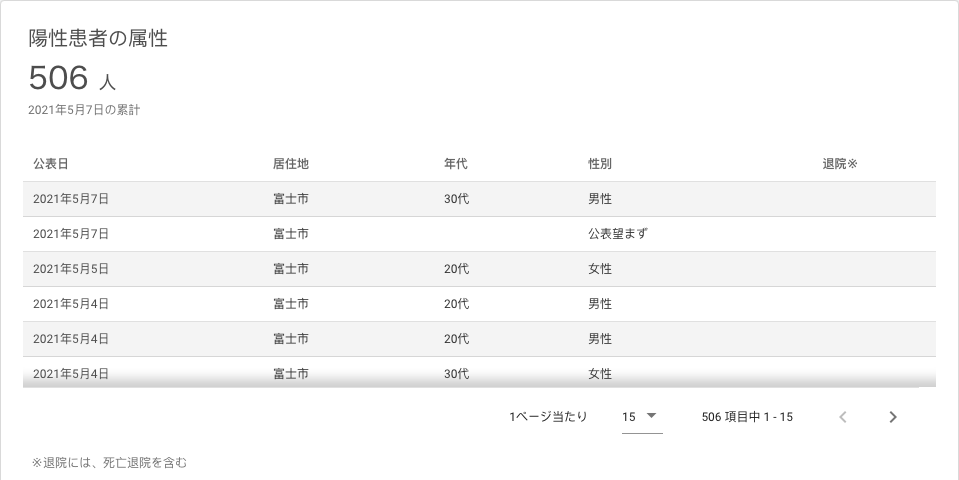 陽性患者の属性
506 人
2021年5月7日の累計
公表日 居住地 年代 性別 退院※
2021年5月7日 富士市 30代 男性
2021年5月7日 富士市 公表望まず
2021年5月5日 富士市 20代 女性
2021年5月4日 富士市 20代 男性
2021年5月4日 富士市 20代 男性
2021年5月4日 富士市 30代 女性
1ページ当たり 15 506 項目中 1 - 15
※退院には、死亡退院を含む